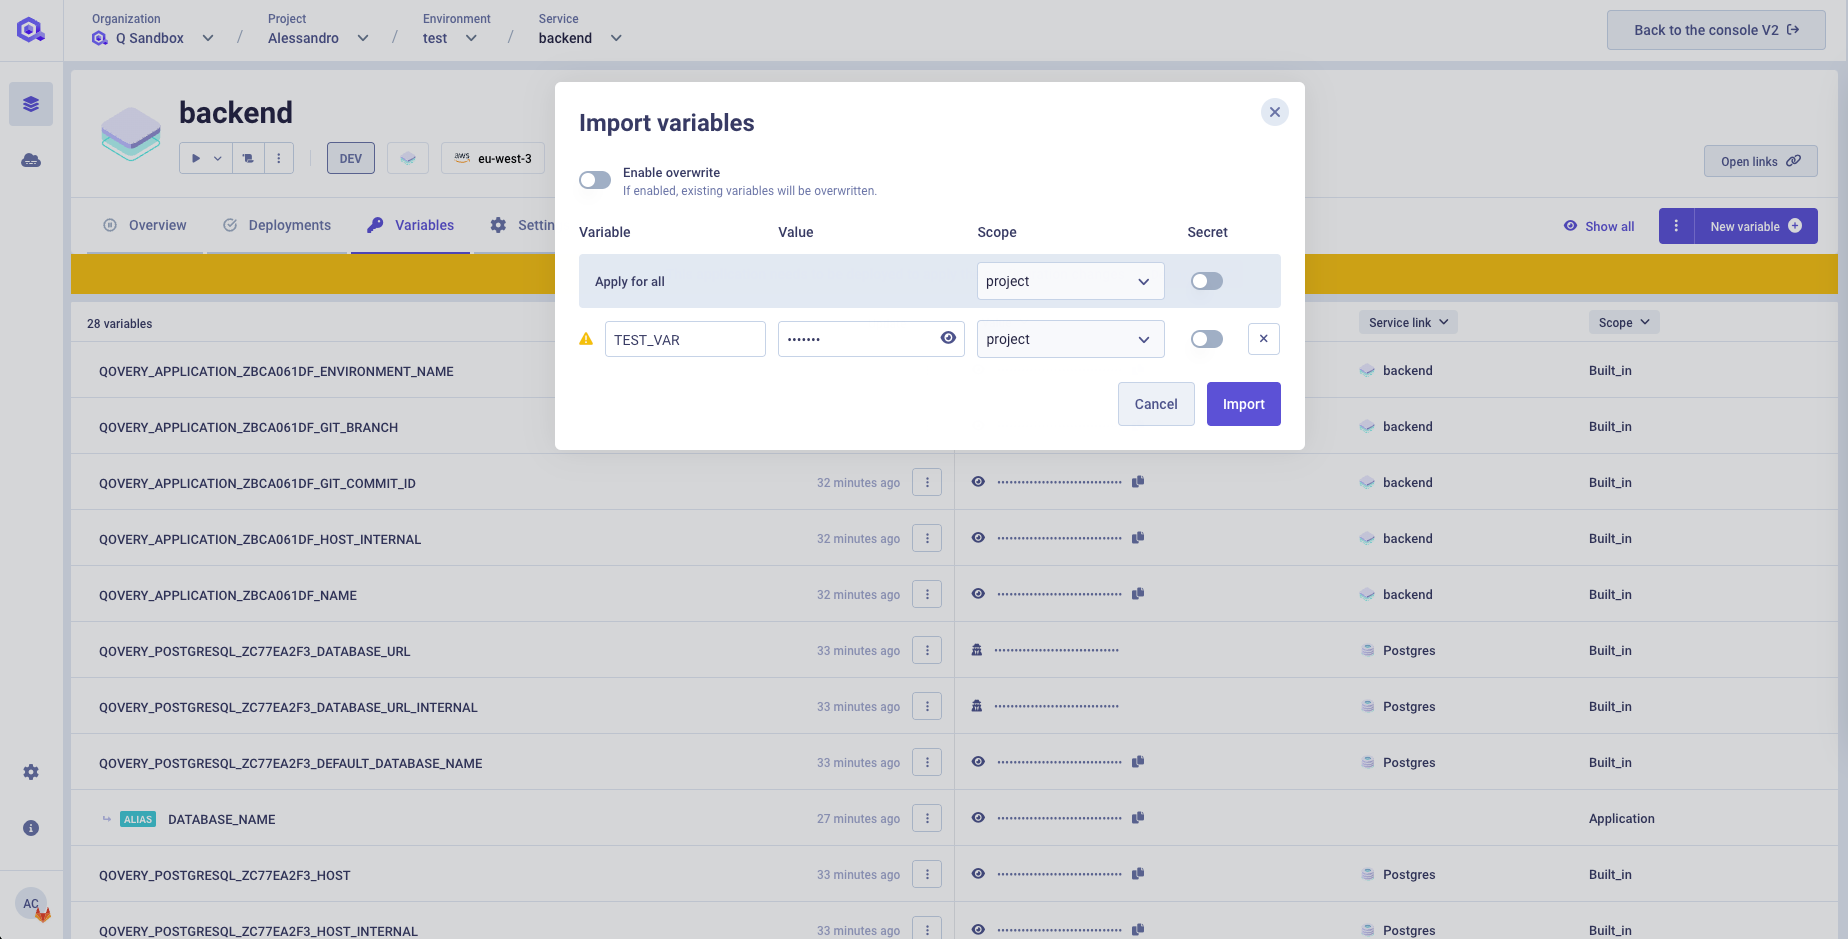 Organization
Q Sandbox
/
Project
Alessandro
/
Environment
test
/
Service
backend
Back to the console V2
backend
DEV
aws eu-west-3
Open links
Overview
Deployments
Variables
Settin
Show all
New variable
28 variables
Service link
Scope
QOVERY_APPLICATION_ZBCA061DF_ENVIRONMENT_NAME
backend
Built_in
QOVERY_APPLICATION_ZBCA061DF_GIT_BRANCH
backend
Built_in
QOVERY_APPLICATION_ZBCA061DF_GIT_COMMIT_ID
32 minutes ago
backend
Built_in
QOVERY_APPLICATION_ZBCA061DF_HOST_INTERNAL
32 minutes ago
backend
Built_in
QOVERY_APPLICATION_ZBCA061DF_NAME
32 minutes ago
backend
Built_in
QOVERY_POSTGRESQL_ZC77EA2F3_DATABASE_URL
33 minutes ago
Postgres
Built_in
QOVERY_POSTGRESQL_ZC77EA2F3_DATABASE_URL_INTERNAL
33 minutes ago
Postgres
Built_in
QOVERY_POSTGRESQL_ZC77EA2F3_DEFAULT_DATABASE_NAME
33 minutes ago
Postgres
Built_in
ALIAS DATABASE_NAME
27 minutes ago
Application
QOVERY_POSTGRESQL_ZC77EA2F3_HOST
33 minutes ago
Postgres
Built_in
QOVERY_POSTGRESQL_ZC77EA2F3_HOST_INTERNAL
33 minutes ago
Postgres
Built_in
AC
Import variables
Enable overwrite
If enabled, existing variables will be overwritten.
Variable
Value
Scope
Secret
Apply for all
project
TEST_VAR
•••••••
project
Cancel
Import